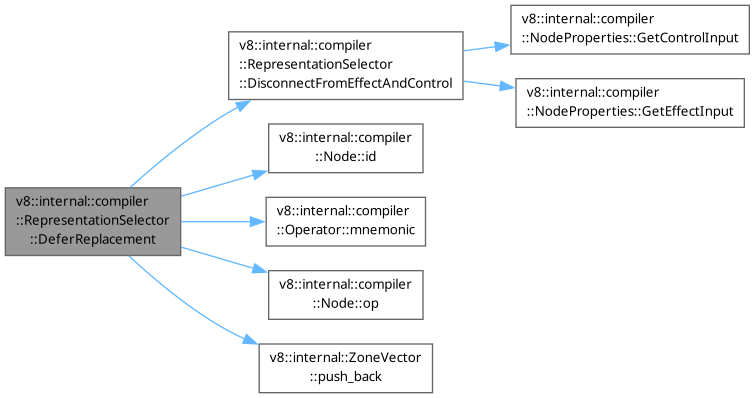 v8::internal::compiler
::RepresentationSelector
::DeferReplacement
v8::internal::compiler
::RepresentationSelector
::DisconnectFromEffectAndControl
v8::internal::compiler
::NodeProperties::GetControlInput
v8::internal::compiler
::NodeProperties::GetEffectInput
v8::internal::compiler
::Node::id
v8::internal::compiler
::Operator::mnemonic
v8::internal::compiler
::Node::op
v8::internal::ZoneVector
::push_back